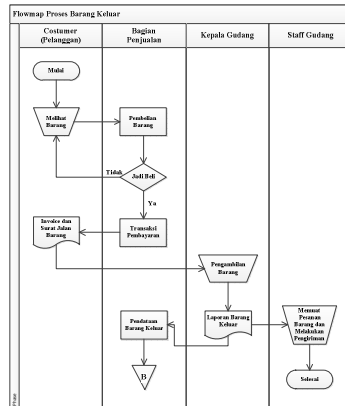 Flowmap Proses Barang Keluar
Costumer
(Pelanggan)
Bagian
Penjualan
Kepala Gudang
Staff Gudang
Mulai
Melihat
Barang
Pembelian
Barang
Tidak
Jadi Beli
Ya
Invoice dan
Surat Jalan
Barang
Transaksi
Pembayaran
Pengambilan
Barang
Pendataan
Barang Keluar
Laporan Barang
Keluar
Memuat
Pesanan
Barang dan
Melakukan
Pengiriman
B
Selesai
Phase